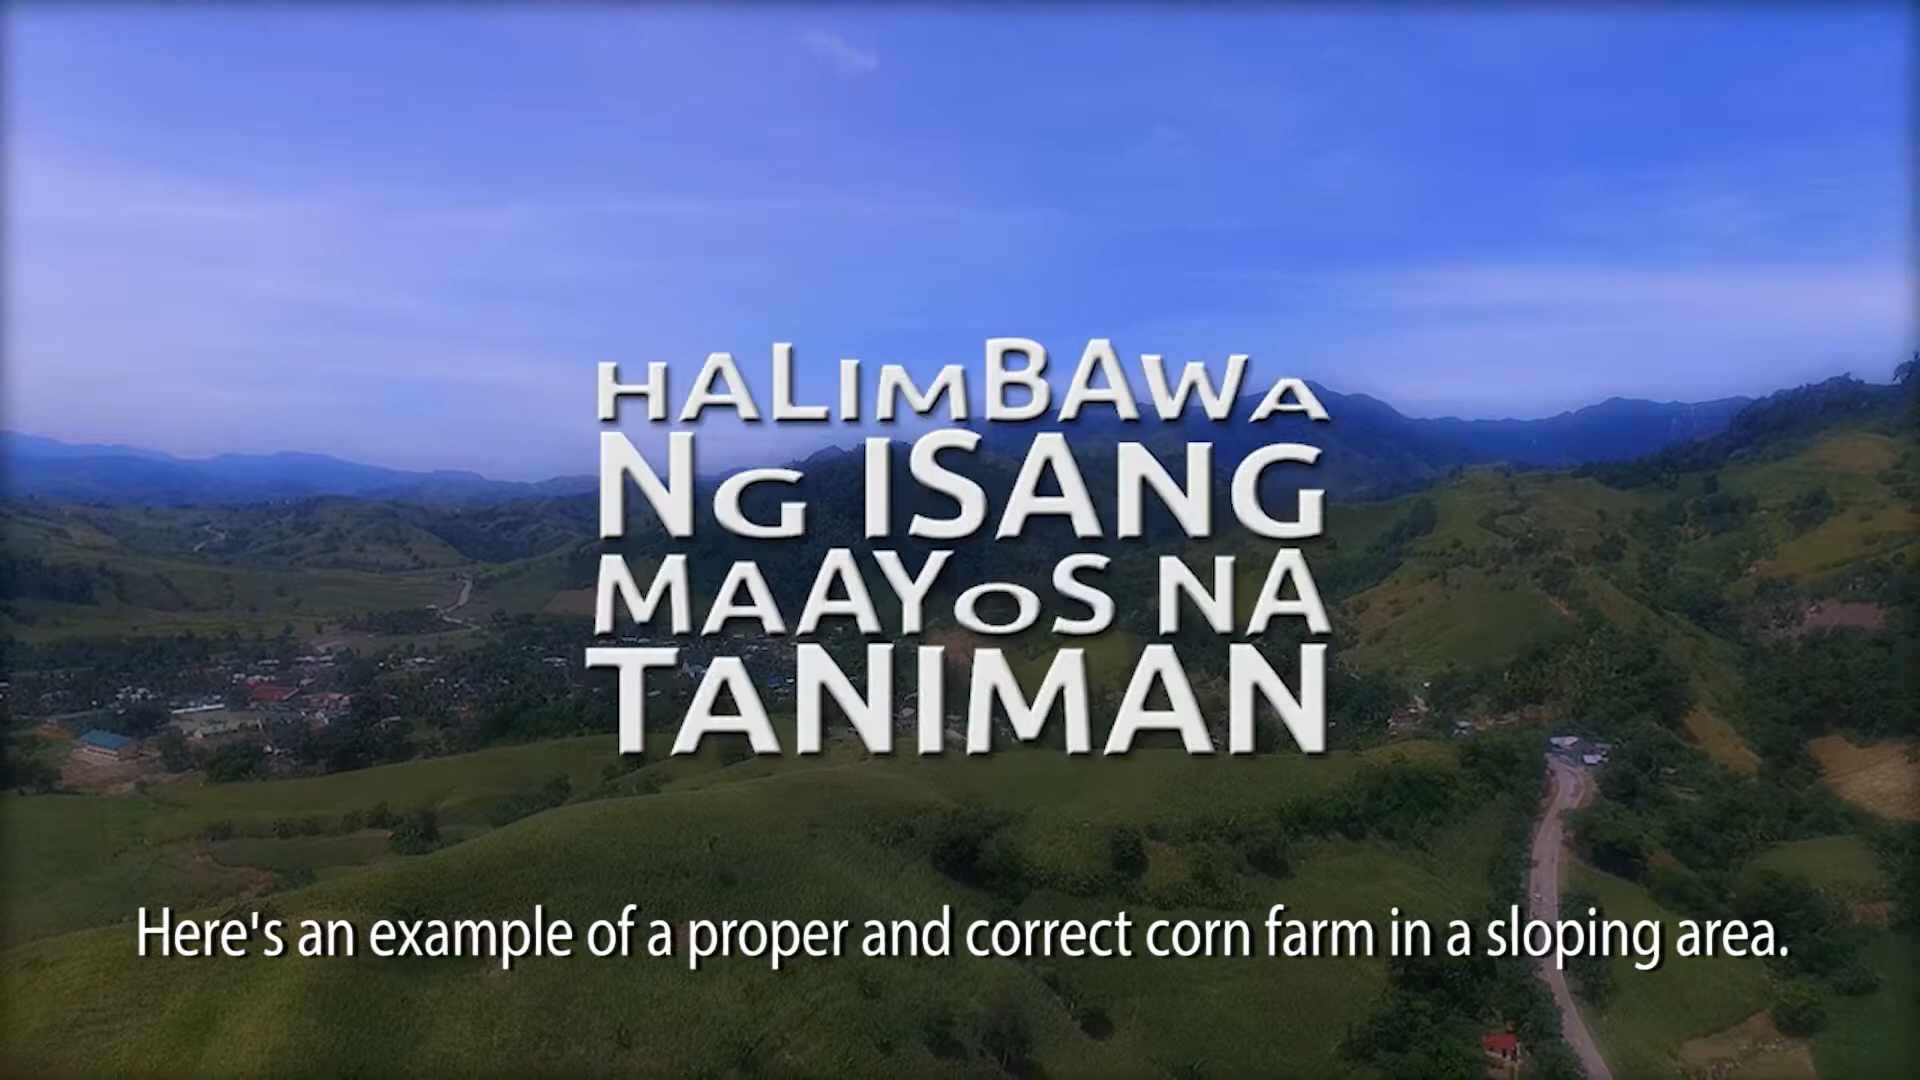 HALIMBAWA
NG ISANG
MAAYOS NA
TANIMAN
Here's an example of a proper and correct corn farm in a sloping area.